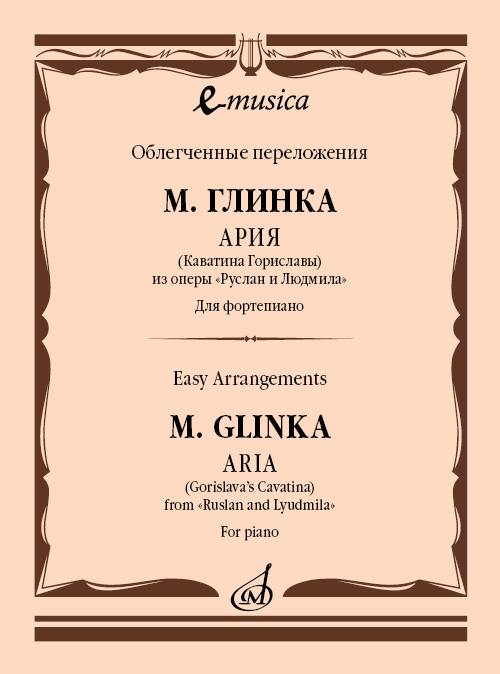 e-musica
Облегченные переложения
М. ГЛИНКА
АРИЯ
(Каватина Гориславы)
из оперы «Руслан и Людмила»
Для фортепиано
Easy Arrangements
M. GLINKA
ARIA
(Gorislava's Cavatina)
from «Ruslan and Lyudmila»
For piano
М